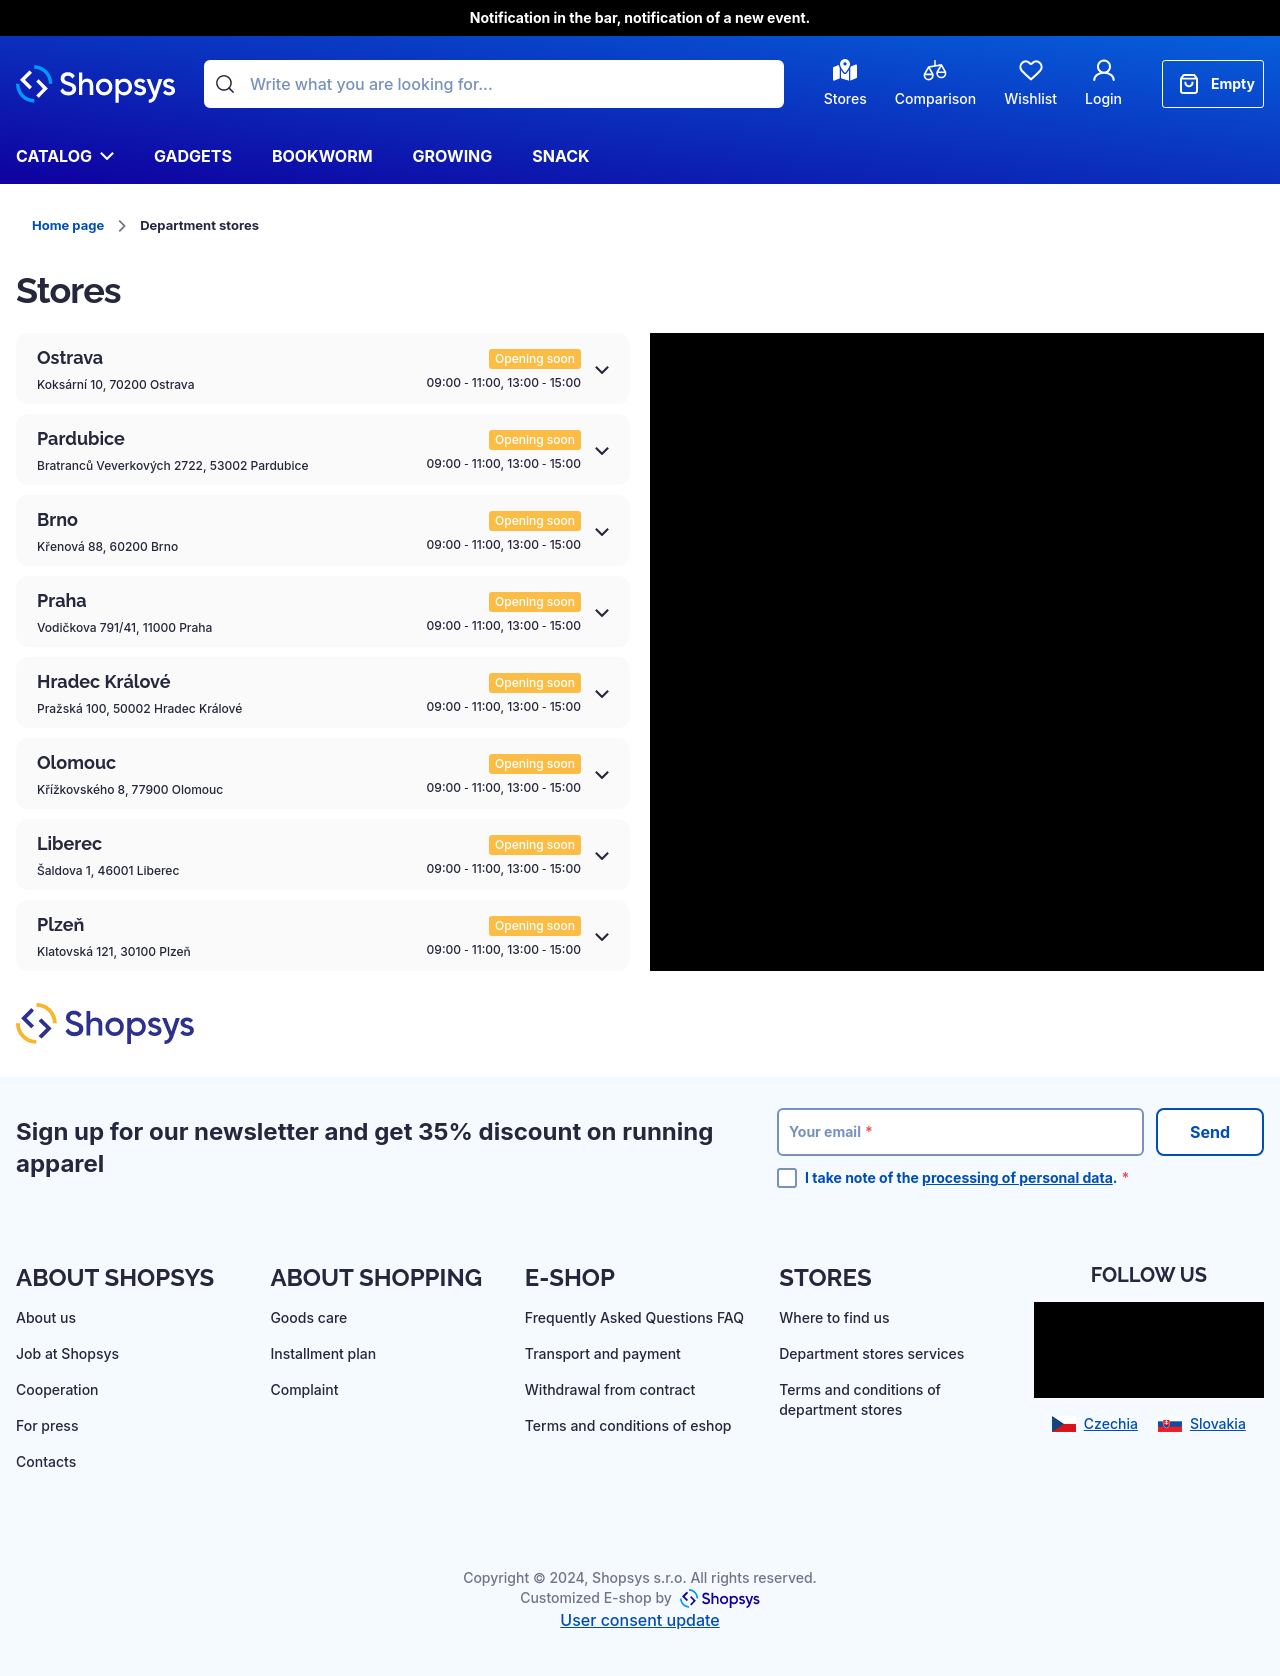 Notification in the bar, notification of a new event.
Shopsys
Write what you are looking for...
Stores
Comparison
Wishlist
Login
Empty
CATALOG
GADGETS
BOOKWORM
GROWING
SNACK
Home page
Department stores
Stores
Ostrava
Koksární 10, 70200 Ostrava
Opening soon
09:00 - 11:00, 13:00 - 15:00
Pardubice
Bratranců Veverkových 2722, 53002 Pardubice
Opening soon
09:00 - 11:00, 13:00 - 15:00
Brno
Křenová 88, 60200 Brno
Opening soon
09:00 - 11:00, 13:00 - 15:00
Praha
Vodičkova 791/41, 11000 Praha
Opening soon
09:00 - 11:00, 13:00 - 15:00
Hradec Králové
Pražská 100, 50002 Hradec Králové
Opening soon
09:00 - 11:00, 13:00 - 15:00
Olomouc
Křížkovského 8, 77900 Olomouc
Opening soon
09:00 - 11:00, 13:00 - 15:00
Liberec
Šaldova 1, 46001 Liberec
Opening soon
09:00 - 11:00, 13:00 - 15:00
Plzeň
Klatovská 121, 30100 Plzeň
Opening soon
09:00 - 11:00, 13:00 - 15:00
Shopsys
Sign up for our newsletter and get 35% discount on running
apparel
Your email *
Send
I take note of the processing of personal data. *
ABOUT SHOPSYS
About us
Job at Shopsys
Cooperation
For press
Contacts
ABOUT SHOPPING
Goods care
Installment plan
Complaint
E-SHOP
Frequently Asked Questions FAQ
Transport and payment
Withdrawal from contract
Terms and conditions of eshop
STORES
Where to find us
Department stores services
Terms and conditions of
department stores
FOLLOW US
Czechia
Slovakia
Copyright © 2024, Shopsys s.r.o. All rights reserved.
Customized E-shop by Shopsys
User consent update